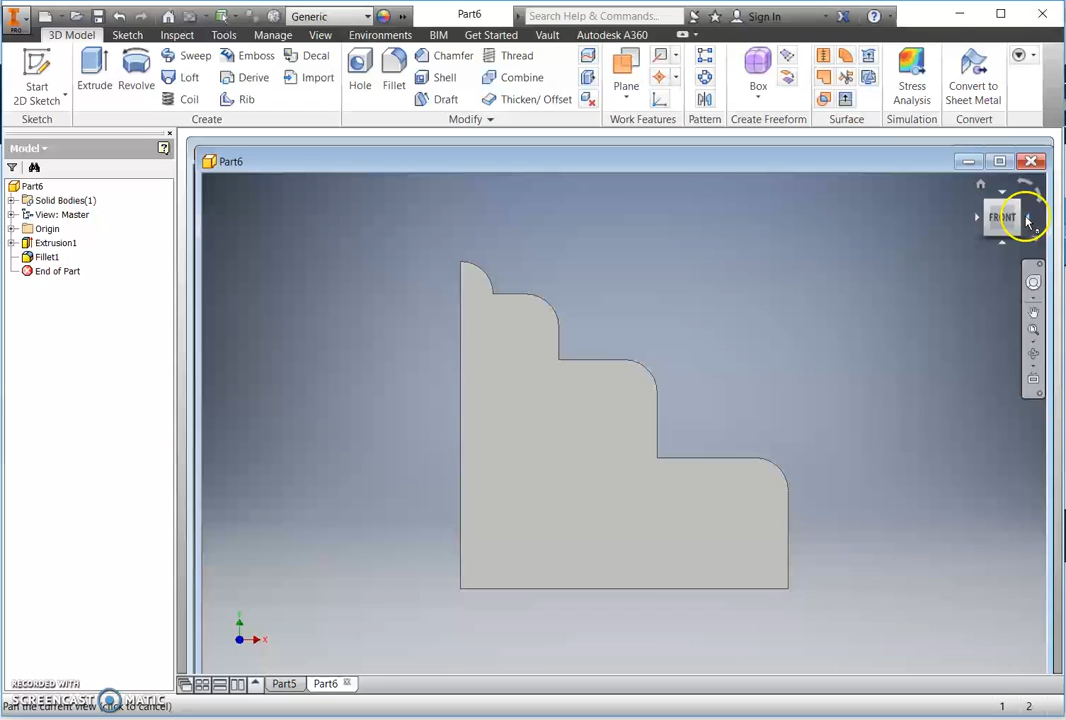 PRO
Generic
Part6
Search Help & Commands...
Sign In
3D Model
Sketch
Inspect
Tools
Manage
View
Environments
BIM
Get Started
Vault
Autodesk A360
Start
2D Sketch
Extrude
Revolve
Sweep
Loft
Coil
Emboss
Derive
Rib
Decal
Import
Hole
Fillet
Chamfer
Shell
Draft
Thread
Combine
Thicken/ Offset
Plane
Box
Stress
Analysis
Convert to
Sheet Metal
Sketch
Create
Modify
Work Features
Pattern
Create Freeform
Surface
Simulation
Convert
Model
Part6
Part6
Solid Bodies(1)
View: Master
Origin
Extrusion1
Fillet1
End of Part
FRONT
Y
X
Part5
Part6
RECORDED WITH
SCREENCAST MATIC
Pan the current view (click to cancel)
1
2